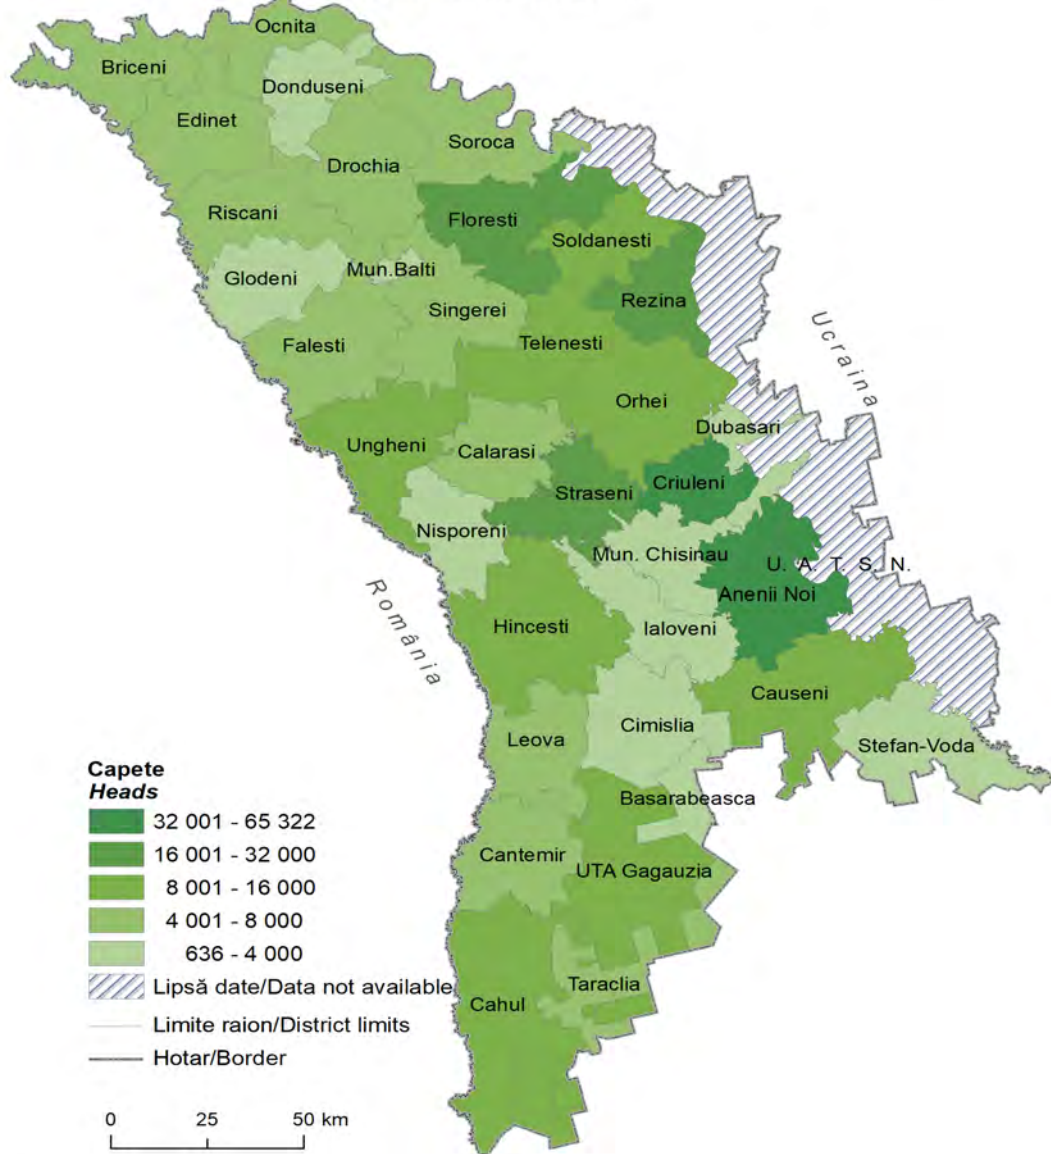 Ocnita
Briceni
Donduseni
Edinet
Soroca
Drochia
Riscani
Floresti
Soldanesti
Mun.Balti
Glodeni
Rezina
Singerei
Ucraina
Falesti
Telenesti
Orhei
Dubasari
Ungheni
Calarasi
Criuleni
Straseni
Nisporeni
Mun. Chisinau
U. A. T. S. N.
Anenii Noi
România
Hincesti
Ialoveni
Causeni
Cimislia
Leova
Stefan-Voda
Basarabeasca
Cantemir
UTA Gagauzia
Taraclia
Cahul
Capete
Heads
32 001 - 65 322
16 001 - 32 000
8 001 - 16 000
4 001 - 8 000
636 - 4 000
Lipsă date/Data not available
Limite raion/District limits
Hotar/Border
0 25 50 km